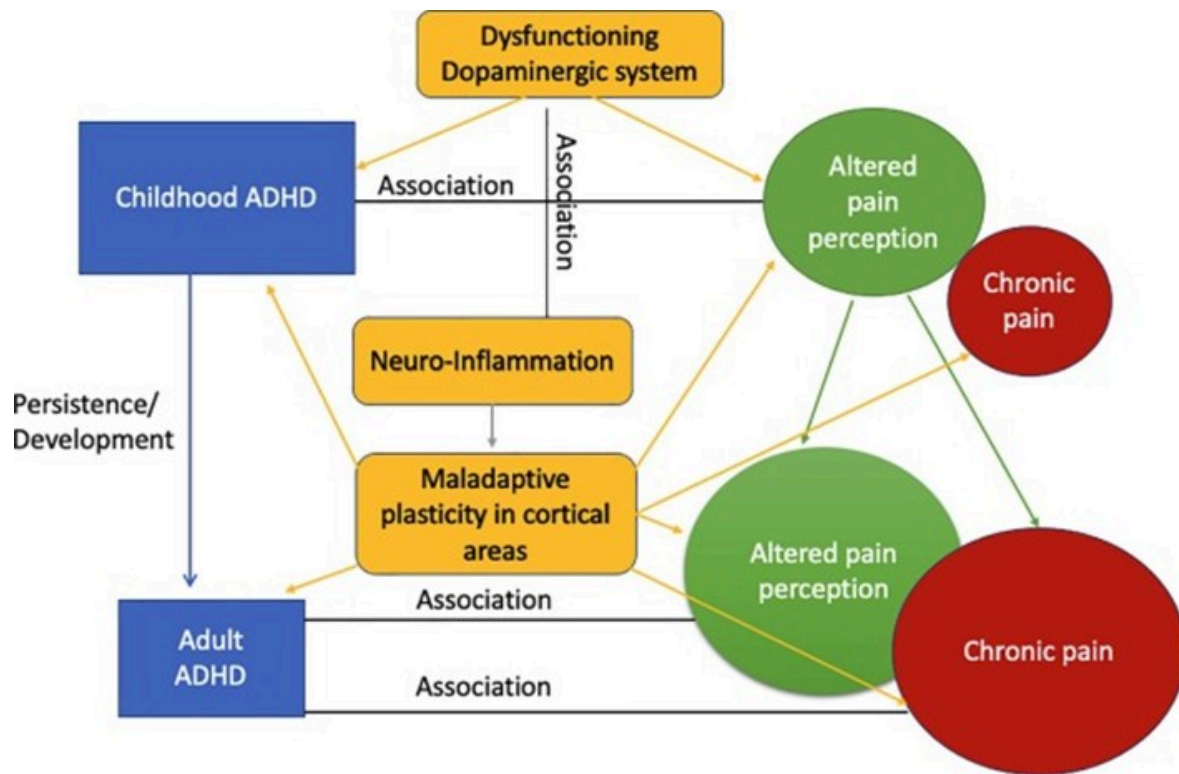 Dysfunctioning
Dopaminergic system
Childhood ADHD
Association
Association
Altered
pain
perception
Chronic
pain
Neuro-Inflammation
Persistence/
Development
Maladaptive
plasticity in cortical
areas
Altered pain
perception
Association
Adult
ADHD
Association
Chronic pain